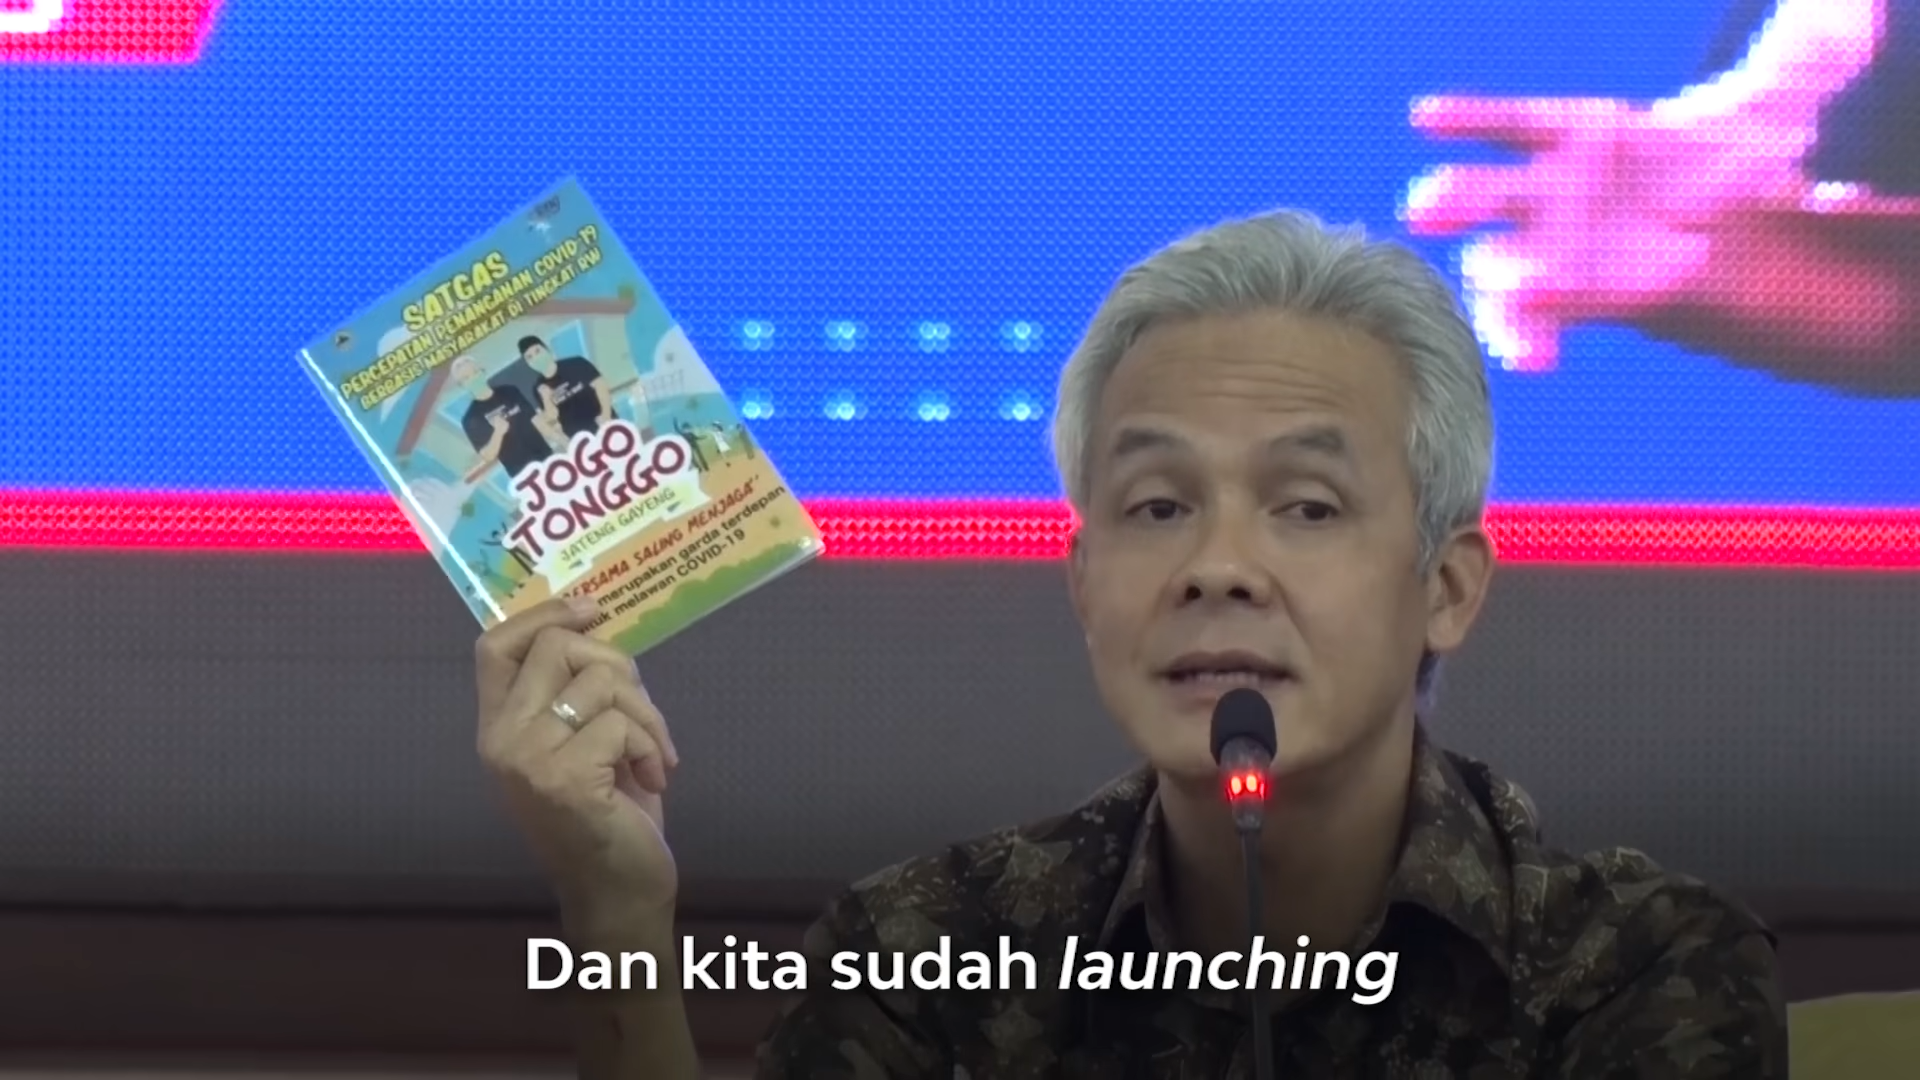 SATGAS
PERCEPATAN PENANGANAN COVID-19
BERBASIS MASYARAKAT DI TINGKAT RW
JOGO
TONGGO
JATENG GAYENG
BERSAMA SALING MENJAGA"
merupakan garda terdepan
melawan COVID-19
Dan kita sudah launching